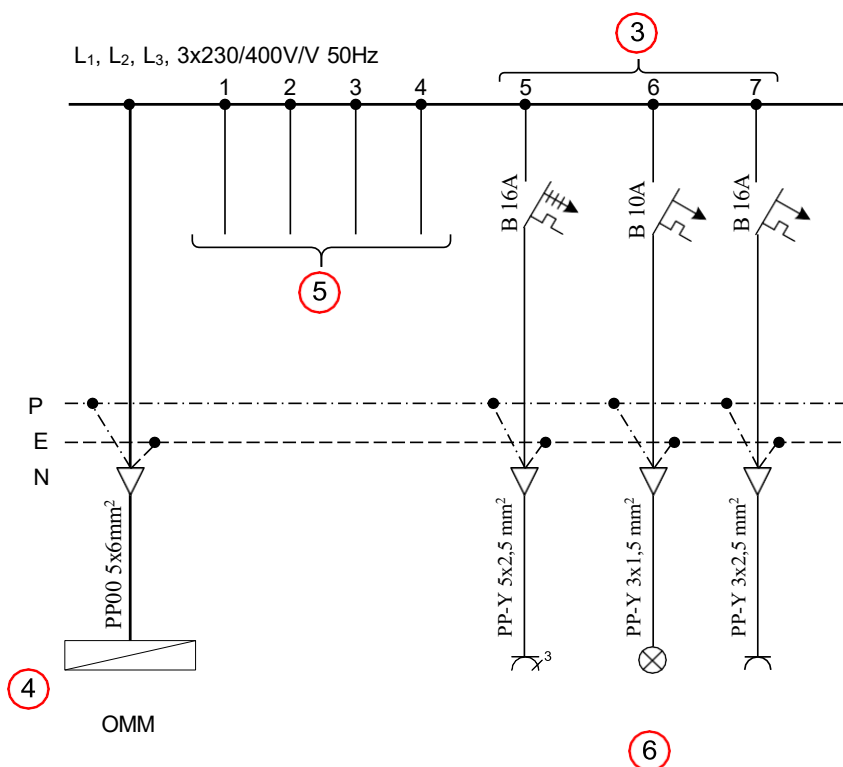 3
L₁, L₂, L₃, 3x230/400V/V 50Hz
1 2 3 4 5 6 7
B 16A
B 10A
B 16A
5
P
E
N
PP00 5x6mm²
PP-Y 5x2,5 mm²
PP-Y 3x1,5 mm²
PP-Y 3x2,5 mm²
3
4
OMM
6